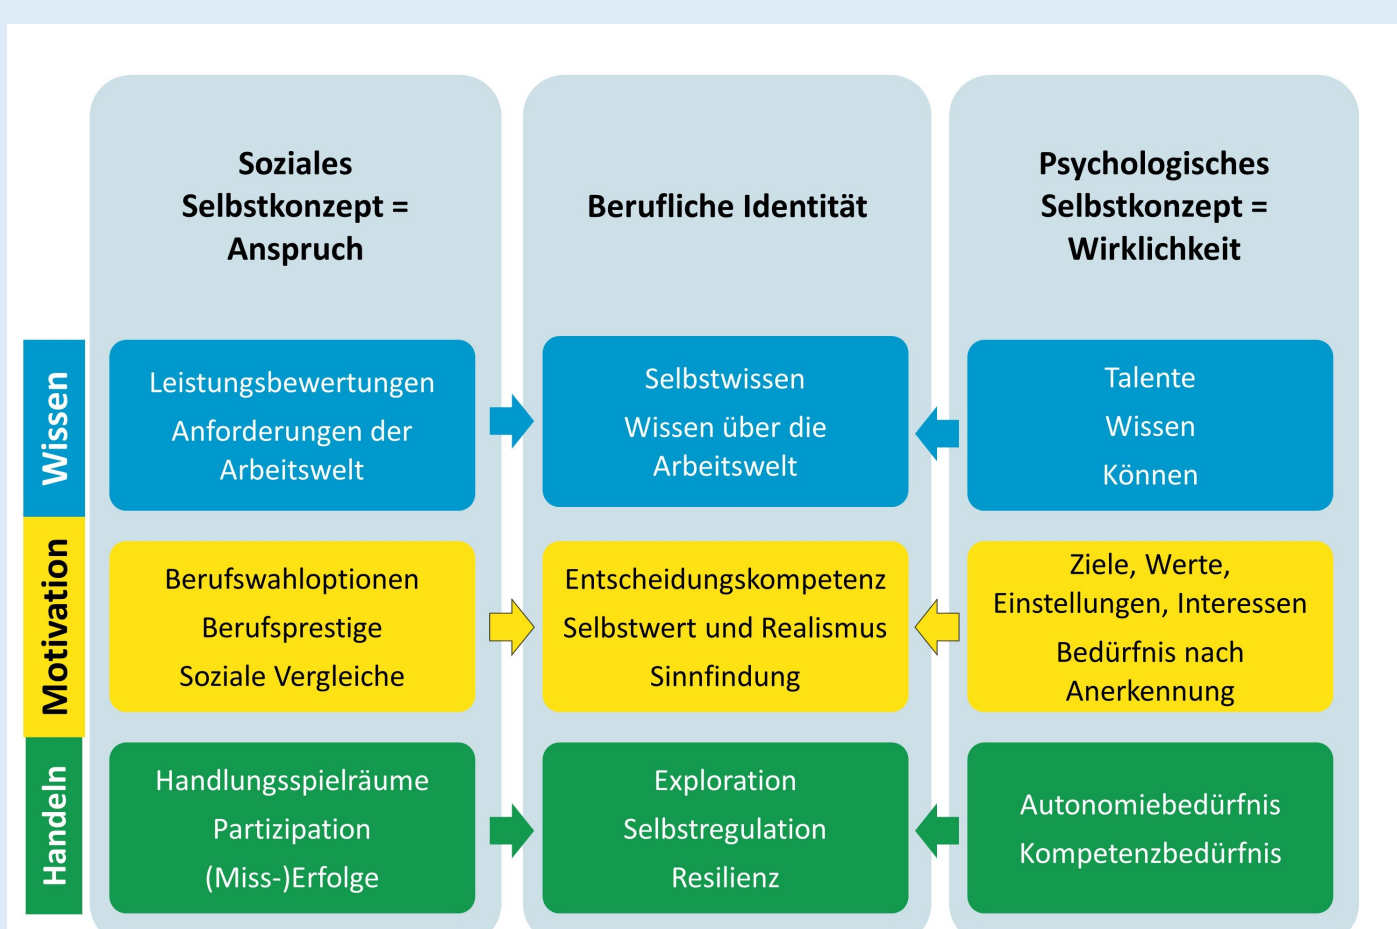 Soziales
Selbstkonzept =
Anspruch
Berufliche Identität
Psychologisches
Selbstkonzept =
Wirklichkeit
Wissen
Leistungsbewertungen
Anforderungen der
Arbeitswelt
Selbstwissen
Wissen über die
Arbeitswelt
Talente
Wissen
Können
Motivation
Berufswahloptionen
Berufsprestige
Soziale Vergleiche
Entscheidungskompetenz
Selbstwert und Realismus
Sinnfindung
Ziele, Werte,
Einstellungen, Interessen
Bedürfnis nach
Anerkennung
Handeln
Handlungsspielräume
Partizipation
(Miss-)Erfolge
Exploration
Selbstregulation
Resilienz
Autonomiebedürfnis
Kompetenzbedürfnis